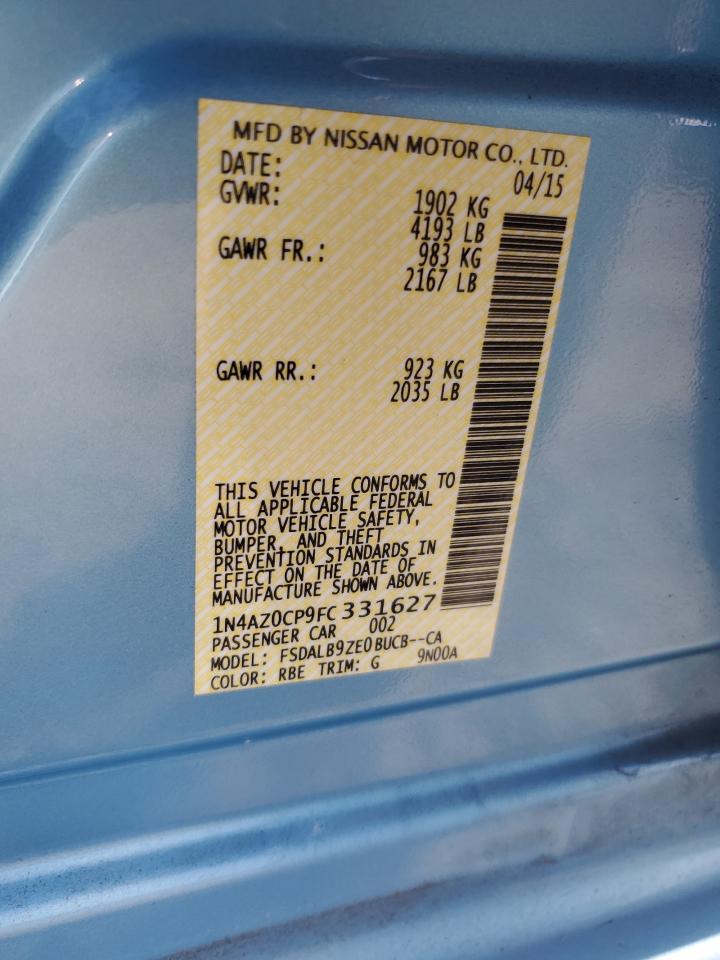 MFD BY NISSAN MOTOR CO., LTD.
DATE: 04/15
GVWR: 1902 KG
4193 LB
GAWR FR.: 983 KG
2167 LB
GAWR RR.: 923 KG
2035 LB
THIS VEHICLE CONFORMS TO
ALL APPLICABLE FEDERAL
MOTOR VEHICLE SAFETY,
BUMPER, AND THEFT
PREVENTION STANDARDS IN
EFFECT ON THE DATE OF
MANUFACTURE SHOWN ABOVE.
1N4AZ0CP9FC331627
PASSENGER CAR 002
MODEL: FSDALB9ZE0BUCB--CA
COLOR: RBE TRIM: G 9N00A